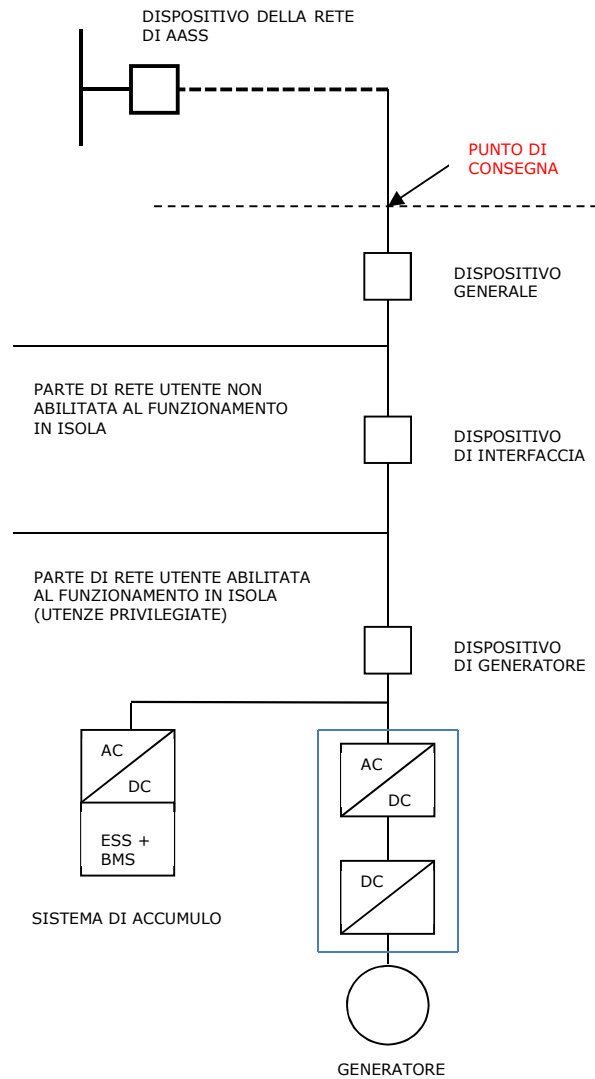 DISPOSITIVO DELLA RETE
DI AASS
PUNTO DI
CONSEGNA
DISPOSITIVO
GENERALE
PARTE DI RETE UTENTE NON
ABILITATA AL FUNZIONAMENTO
IN ISOLA
DISPOSITIVO
DI INTERFACCIA
PARTE DI RETE UTENTE ABILITATA
AL FUNZIONAMENTO IN ISOLA
(UTENZE PRIVILEGIATE)
DISPOSITIVO
DI GENERATORE
AC
DC
ESS +
BMS
SISTEMA DI ACCUMULO
AC
DC
DC
GENERATORE